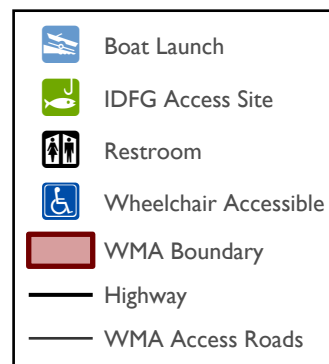 Boat Launch
IDFG Access Site
Restroom
Wheelchair Accessible
WMA Boundary
Highway
WMA Access Roads